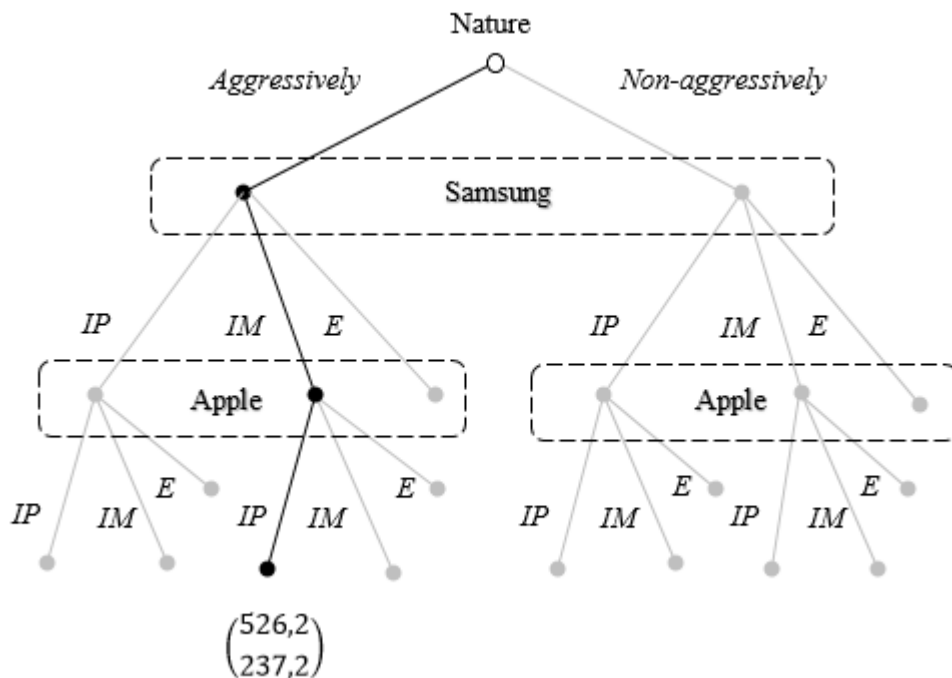 Nature
Aggressively Non-aggressively
Samsung
IP IM E IP IM E
Apple Apple
IP IM E IP IM E IP IM E IP IM E
(526,2
237,2)